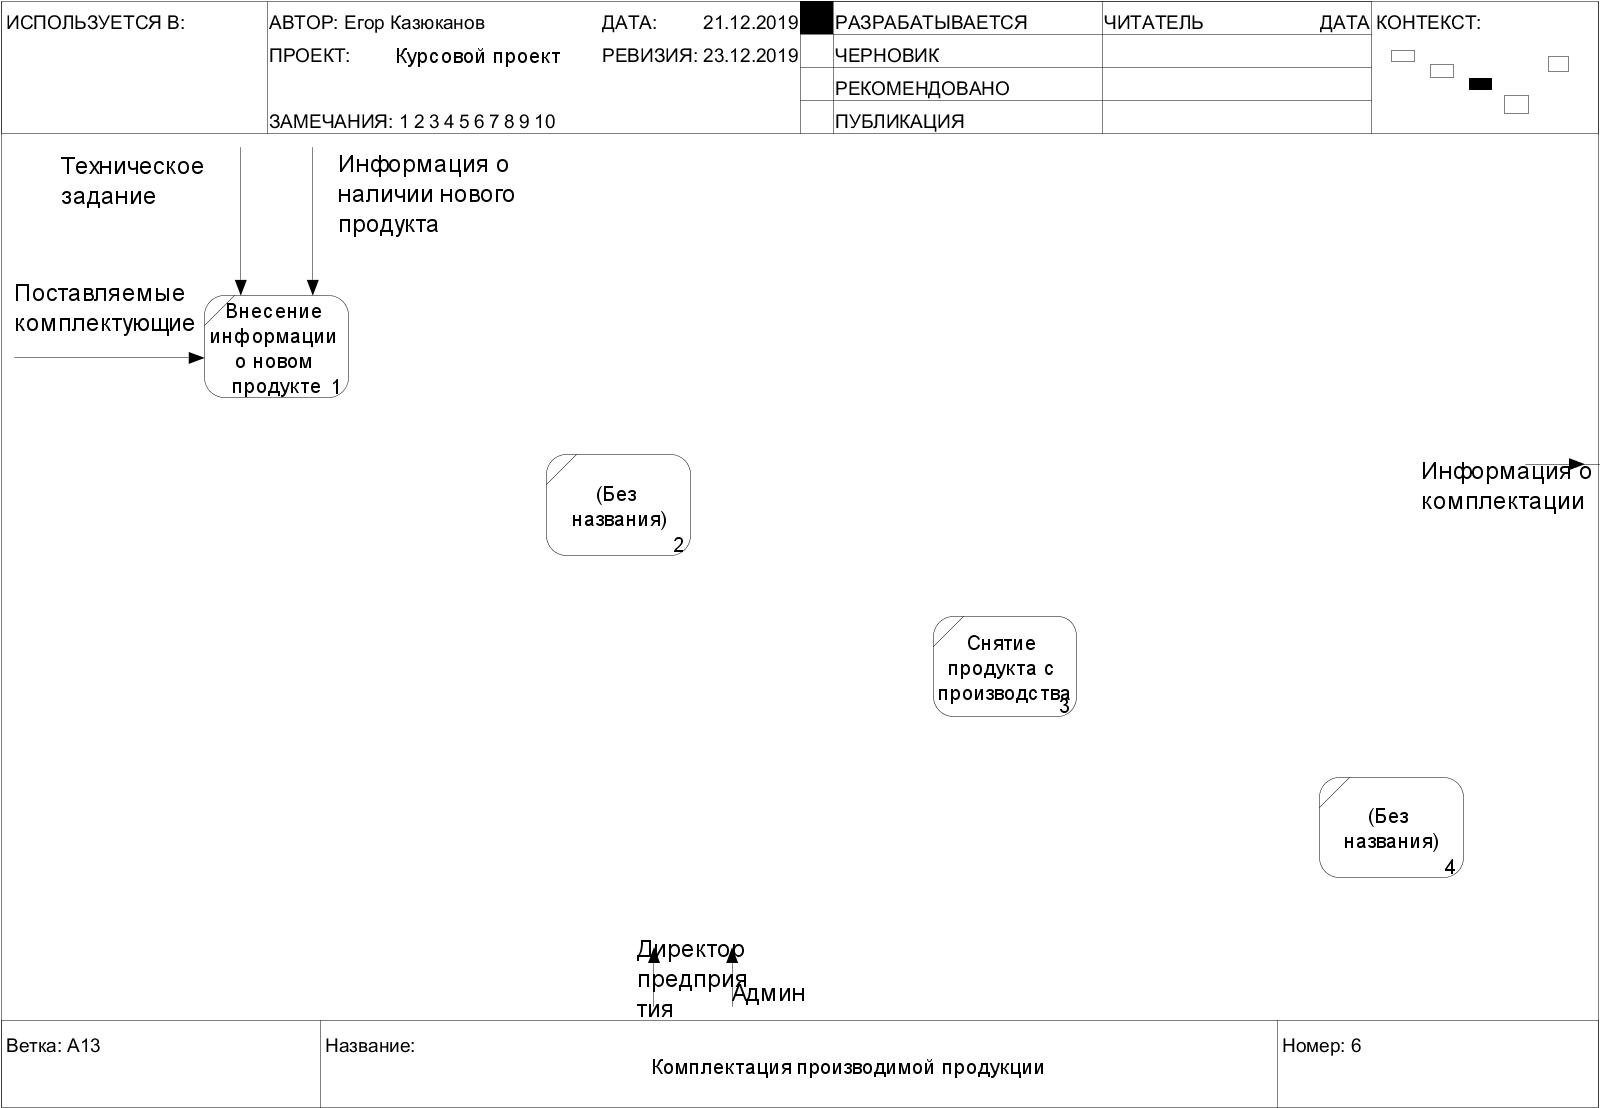 ИСПОЛЬЗУЕТСЯ В:
АВТОР: Егор Казюканов
ДАТА: 21.12.2019
РАЗРАБАТЫВАЕТСЯ
ЧИТАТЕЛЬ
ДАТА
КОНТЕКСТ:
ПРОЕКТ: Курсовой проект
РЕВИЗИЯ: 23.12.2019
ЧЕРНОВИК
РЕКОМЕНДОВАНО
ЗАМЕЧАНИЯ: 1 2 3 4 5 6 7 8 9 10
ПУБЛИКАЦИЯ
Техническое
задание
Информация о
наличии нового
продукта
Поставляемые
комплектующие
Внесение
информации
о новом
продукте 1
(Без
названия)
2
Информация о
комплектации
Снятие
продукта с
производства
3
(Без
названия)
4
Директор
предприя
тия
Админ
Ветка: A13
Название:
Комплектация производимой продукции
Номер: 6